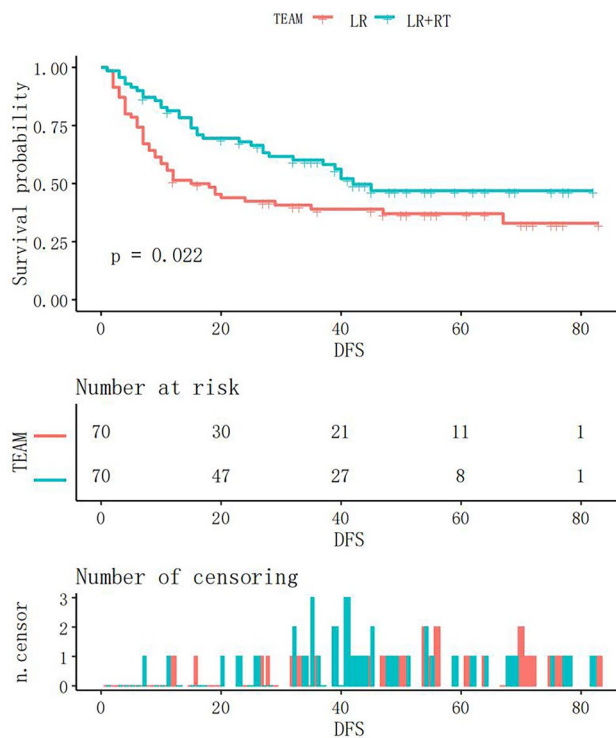 TEAM LR LR+RT
Survival probability
1.00
0.75
0.50
0.25
0.00
p = 0.022
0 20 40 60 80
DFS
Number at risk
TEAM
70 30 21 11 1
70 47 27 8 1
0 20 40 60 80
DFS
Number of censoring
n.censor
3
2
1
0
0 20 40 60 80
DFS